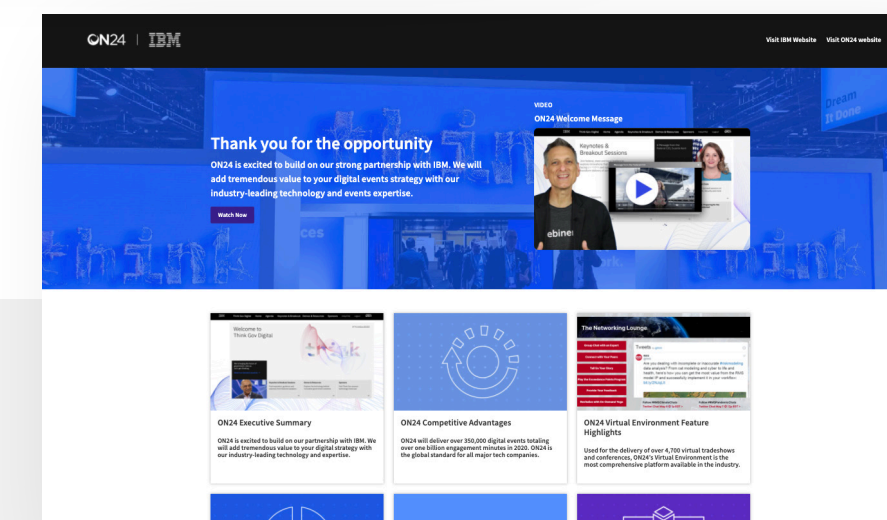 ON24 | IBM
Visit IBM Website Visit ON24 website
VIDEO
ON24 Welcome Message
Thank you for the opportunity
ON24 is excited to build on our strong partnership with IBM. We will
add tremendous value to your digital events strategy with our
industry-leading technology and events expertise.
Watch Now
Keynotes &
Breakout Sessions
ebiner
Dream
It Done
think
ces
Welcome to
Think Gov Digital
The Networking Lounge
Tweets
ON24 Executive Summary
ON24 is excited to build on our partnership with IBM. We
will add tremendous value to your digital strategy with
our industry-leading technology and expertise.
ON24 Competitive Advantages
ON24 will deliver over 350,000 digital events totaling
over one billion engagement minutes in 2020. ON24 is
the global standard for all major tech companies.
ON24 Virtual Environment Feature
Highlights
Used for the delivery of over 4,700 virtual tradeshows
and conferences, ON24's Virtual Environment is the
most comprehensive platform available in the industry.